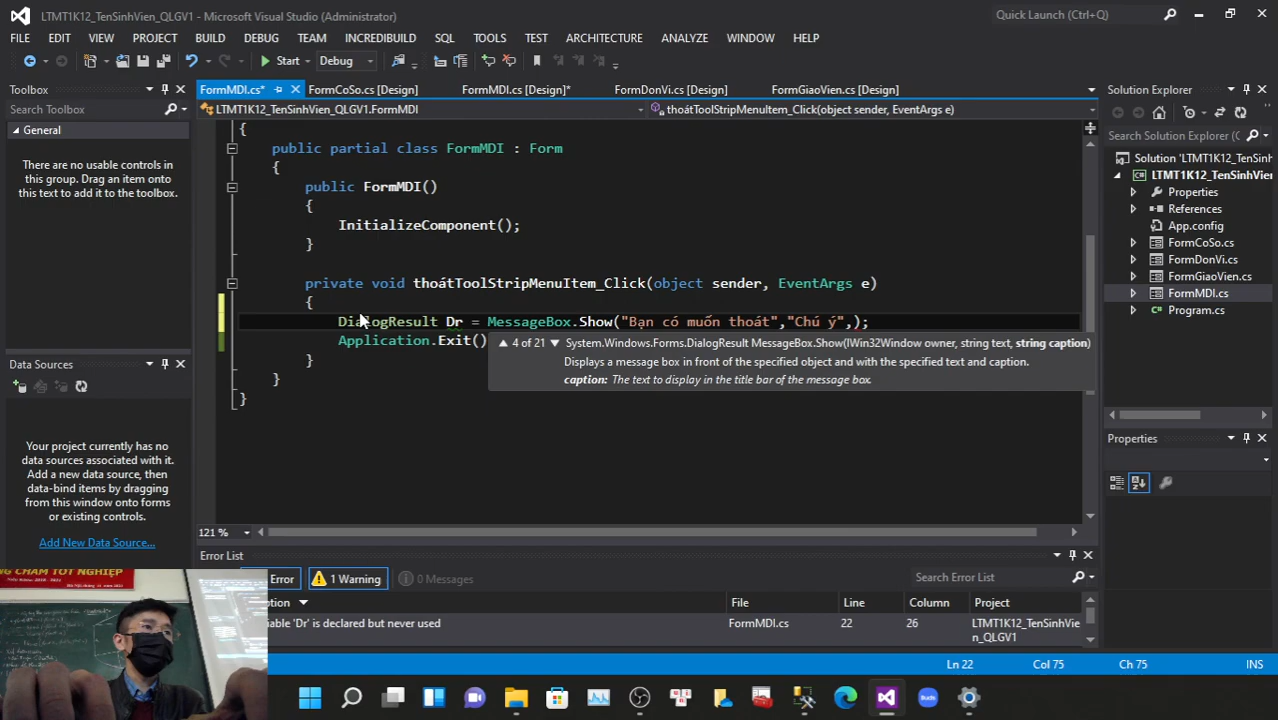 LTMT1K12_TenSinhVien_QLGV1 - Microsoft Visual Studio (Administrator)
Quick Launch (Ctrl+Q)
FILE EDIT VIEW PROJECT BUILD DEBUG TEAM INCREDIBUILD SQL TOOLS TEST ARCHITECTURE ANALYZE WINDOW HELP
Start Debug
Toolbox
Search Toolbox
General
There are no usable controls in
this group. Drag an item onto
this text to add it to the toolbox.
Data Sources
Your project currently has no
data sources associated with it.
Add a new data source, then
data-bind items by dragging
from this window onto forms
or existing controls.
Add New Data Source...
FormMDI.cs* FormCoSo.cs [Design] FormMDI.cs [Design]* FormDonVi.cs [Design] FormGiaoVien.cs [Design]
LTMT1K12_TenSinhVien_QLGV1.FormMDI thoátToolStripMenuItem_Click(object sender, EventArgs e)
{
public partial class FormMDI : Form
{
public FormMDI()
{
InitializeComponent();
}
private void thoátToolStripMenuItem_Click(object sender, EventArgs e)
{
DialogResult Dr = MessageBox.Show("Bạn có muốn thoát","Chú ý",);
Application.Exit()
}
}
}
4 of 21 System.Windows.Forms.DialogResult MessageBox.Show(IWin32Window owner, string text, string caption)
Displays a message box in front of the specified object and with the specified text and caption.
caption: The text to display in the title bar of the message box.
121 %
Error List
Error 1 Warning 0 Messages
Search Error List
File Line Column Project
is declared but never used FormMDI.cs 22 26 LTMT1K12_TenSinhVie
n_QLGV1
Solution Explorer
Search Solution Explorer
Solution 'LTMT1K12_TenSinh
LTMT1K12_TenSinhVien
Properties
References
App.config
FormCoSo.cs
FormDonVi.cs
FormGiaoVien.cs
FormMDI.cs
Program.cs
Properties
Ln 22 Col 75 Ch 75 INS
NG CHẤM TỐT NGHIỆP